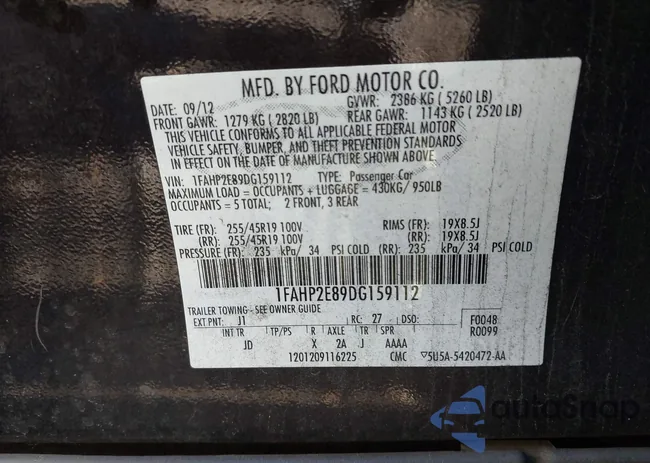 MFD. BY FORD MOTOR CO.
DATE: 09/12 GVWR: 2386 KG ( 5260 LB)
FRONT GAWR: 1279 KG ( 2820 LB) REAR GAWR: 1143 KG ( 2520 LB)
THIS VEHICLE CONFORMS TO ALL APPLICABLE FEDERAL MOTOR
VEHICLE SAFETY, BUMPER, AND THEFT PREVENTION STANDARDS
IN EFFECT ON THE DATE OF MANUFACTURE SHOWN ABOVE.
VIN: 1FAHP2E89DG159112 TYPE: Passenger Car
MAXIMUM LOAD = OCCUPANTS + LUGGAGE = 430KG/ 950LB
OCCUPANTS = 5 TOTAL; 2 FRONT, 3 REAR
TIRE (FR): 255/45R19 100V RIMS (FR): 19X8.5J
(RR): 255/45R19 100V (RR): 19X8.5J
PRESSURE (FR): 235 kPa/ 34 PSI COLD (RR): 235 kPa/ 34 PSI COLD
1FAHP2E89DG159112
TRAILER TOWING - SEE OWNER GUIDE
EXT PNT: J1 RC: 27 DSO: F0048
R0099
INT TR TP/PS R AXLE TR SPR
JD X 2A J AAAA
1201209116225 CMC ▽5U5A-5420472-AA
autoSnap